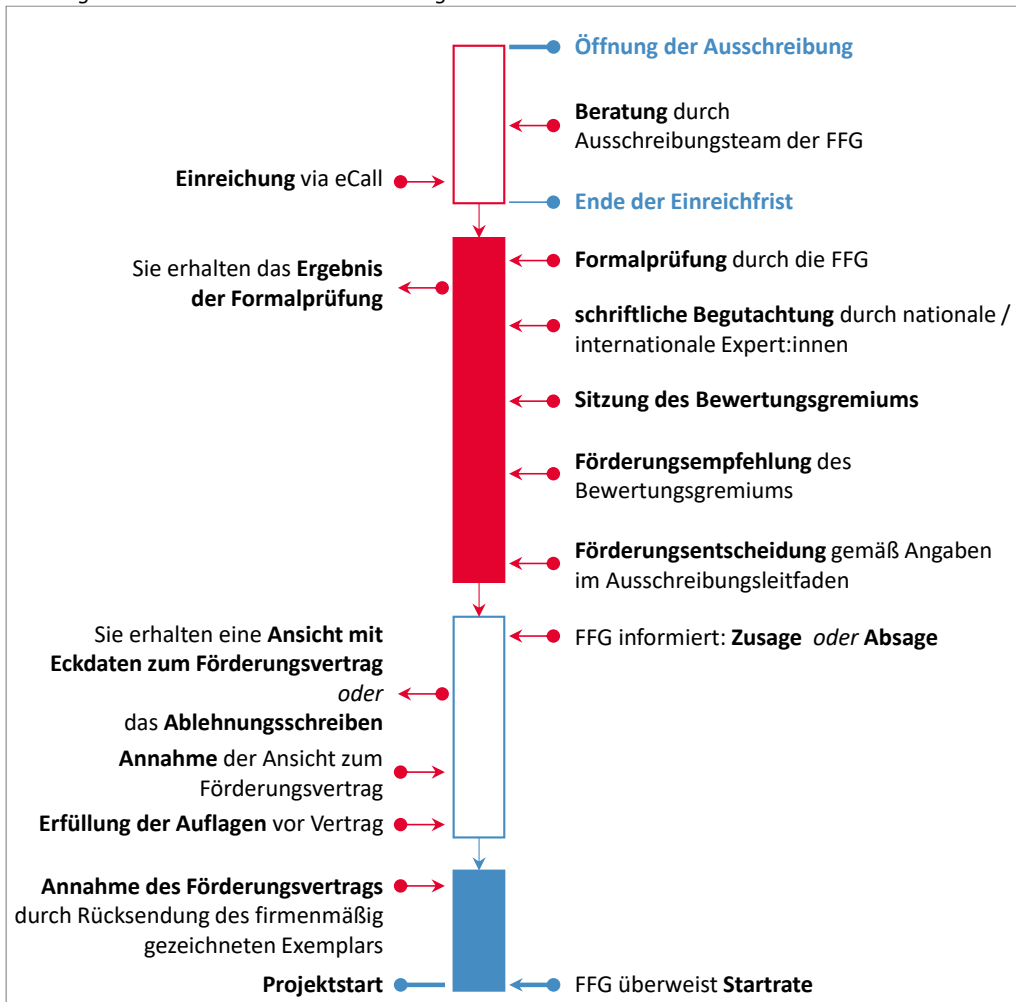 Öffnung der Ausschreibung
Beratung durch
Ausschreibungsteam der FFG
Einreichung via eCall
Ende der Einreichfrist
Formalprüfung durch die FFG
Sie erhalten das Ergebnis
der Formalprüfung
schriftliche Begutachtung durch nationale /
internationale Expert:innen
Sitzung des Bewertungsgremiums
Förderungsempfehlung des
Bewertungsgremiums
Förderungsentscheidung gemäß Angaben
im Ausschreibungsleitfaden
FFG informiert: Zusage oder Absage
Sie erhalten eine Ansicht mit
Eckdaten zum Förderungsvertrag
oder
das Ablehnungsschreiben
Annahme der Ansicht zum
Förderungsvertrag
Erfüllung der Auflagen vor Vertrag
Annahme des Förderungsvertrags
durch Rücksendung des firmenmäßig
gezeichneten Exemplars
Projektstart
FFG überweist Startrate